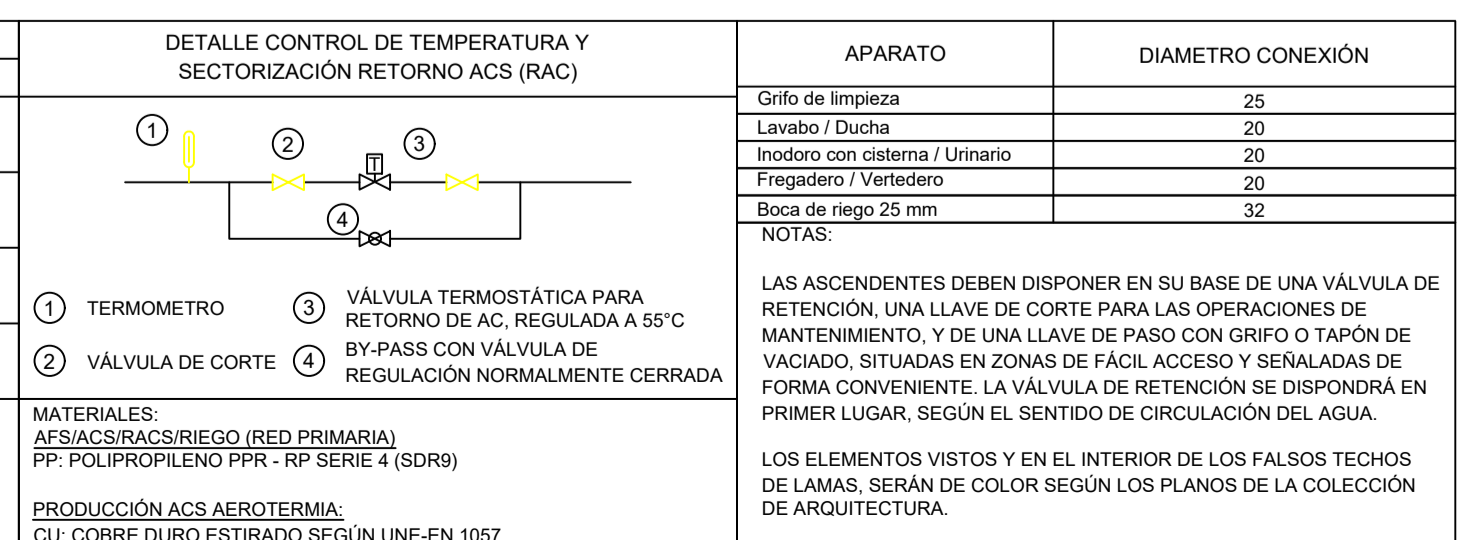 DETALLE CONTROL DE TEMPERATURA Y
SECTORIZACIÓN RETORNO ACS (RAC)
1
2
3
T
4
1 TERMOMETRO
2 VÁLVULA DE CORTE
3 VÁLVULA TERMOSTÁTICA PARA
RETORNO DE AC, REGULADA A 55°C
4 BY-PASS CON VÁLVULA DE
REGULACIÓN NORMALMENTE CERRADA
MATERIALES:
AFS/ACS/RACS/RIEGO (RED PRIMARIA)
PP: POLIPROPILENO PPR - RP SERIE 4 (SDR9)
PRODUCCIÓN ACS AEROTERMIA:
CU: COBRE DURO ESTIRADO SEGÚN UNE-EN 1057
APARATO DIAMETRO CONEXIÓN
Grifo de limpieza 25
Lavabo / Ducha 20
Inodoro con cisterna / Urinario 20
Fregadero / Vertedero 20
Boca de riego 25 mm 32
NOTAS:
LAS ASCENDENTES DEBEN DISPONER EN SU BASE DE UNA VÁLVULA DE
RETENCIÓN, UNA LLAVE DE CORTE PARA LAS OPERACIONES DE
MANTENIMIENTO, Y DE UNA LLAVE DE PASO CON GRIFO O TAPÓN DE
VACIADO, SITUADAS EN ZONAS DE FÁCIL ACCESO Y SEÑALADAS DE
FORMA CONVENIENTE. LA VÁLVULA DE RETENCIÓN SE DISPONDRÁ EN
PRIMER LUGAR, SEGÚN EL SENTIDO DE CIRCULACIÓN DEL AGUA.
LOS ELEMENTOS VISTOS Y EN EL INTERIOR DE LOS FALSOS TECHOS
DE LAMAS, SERÁN DE COLOR SEGÚN LOS PLANOS DE LA COLECCIÓN
DE ARQUITECTURA.